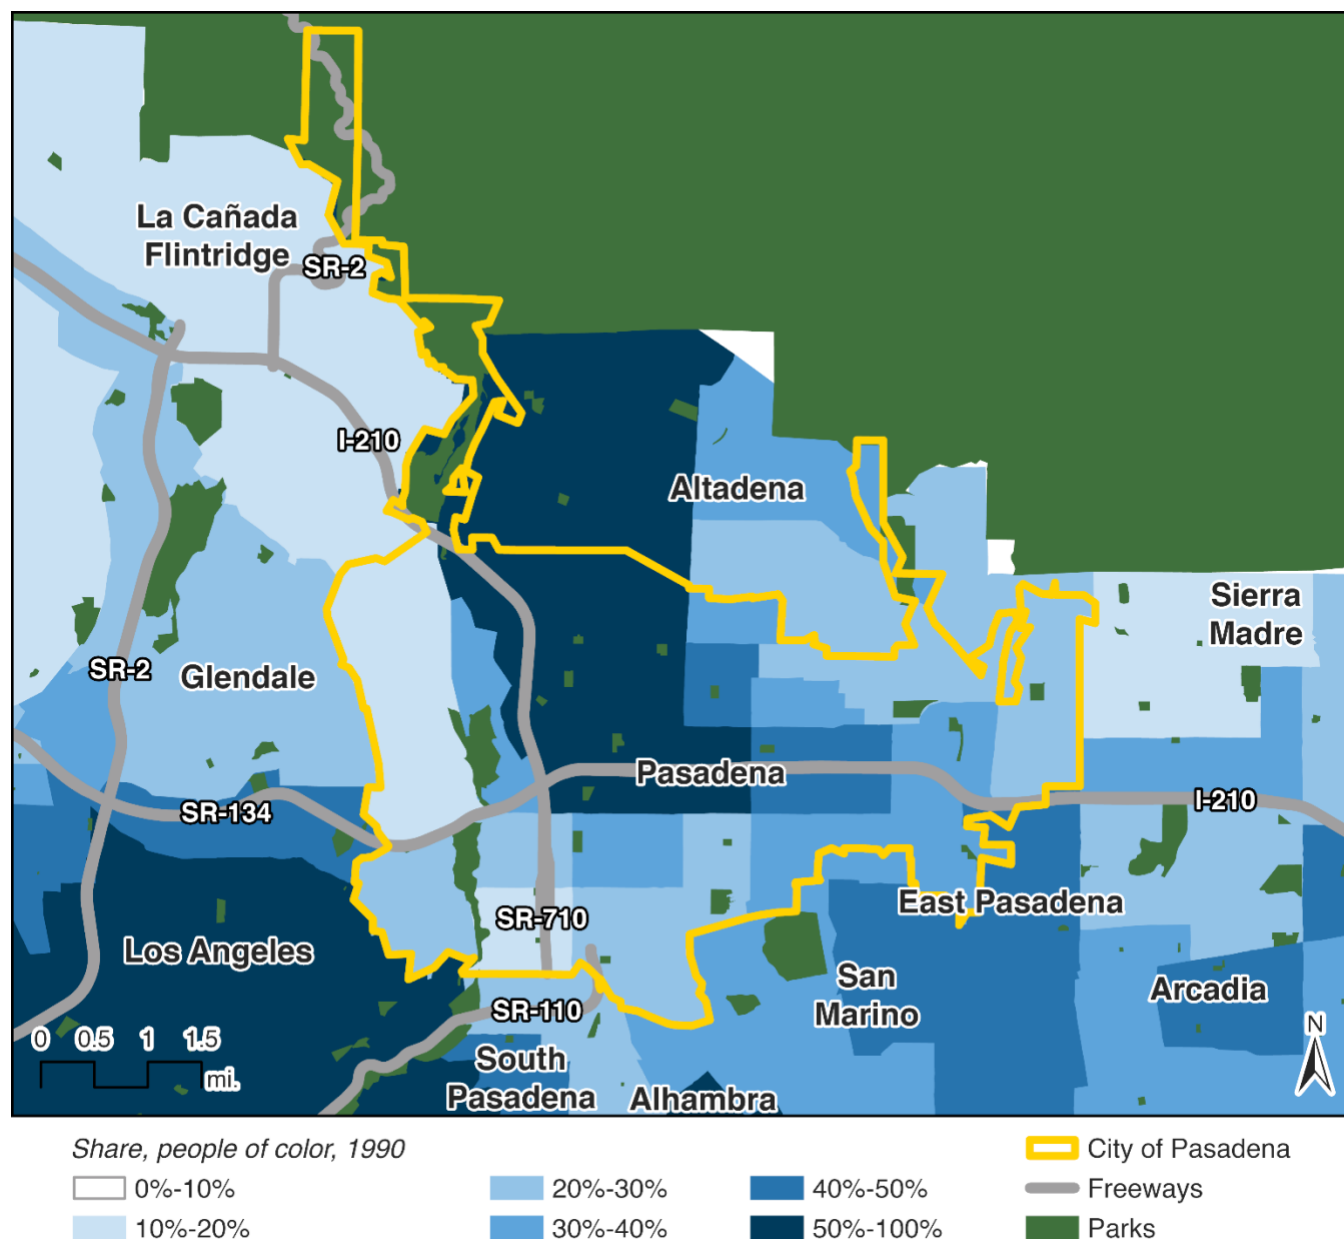 La Cañada
Flintridge
SR-2
I-210
Altadena
Sierra
Madre
SR-2
Glendale
Pasadena
I-210
SR-134
East Pasadena
SR-710
Los Angeles
San
Marino
Arcadia
SR-110
N
0 0.5 1 1.5
mi.
South
Pasadena
Alhambra
Share, people of color, 1990
0%-10%
10%-20%
20%-30%
30%-40%
40%-50%
50%-100%
City of Pasadena
Freeways
Parks